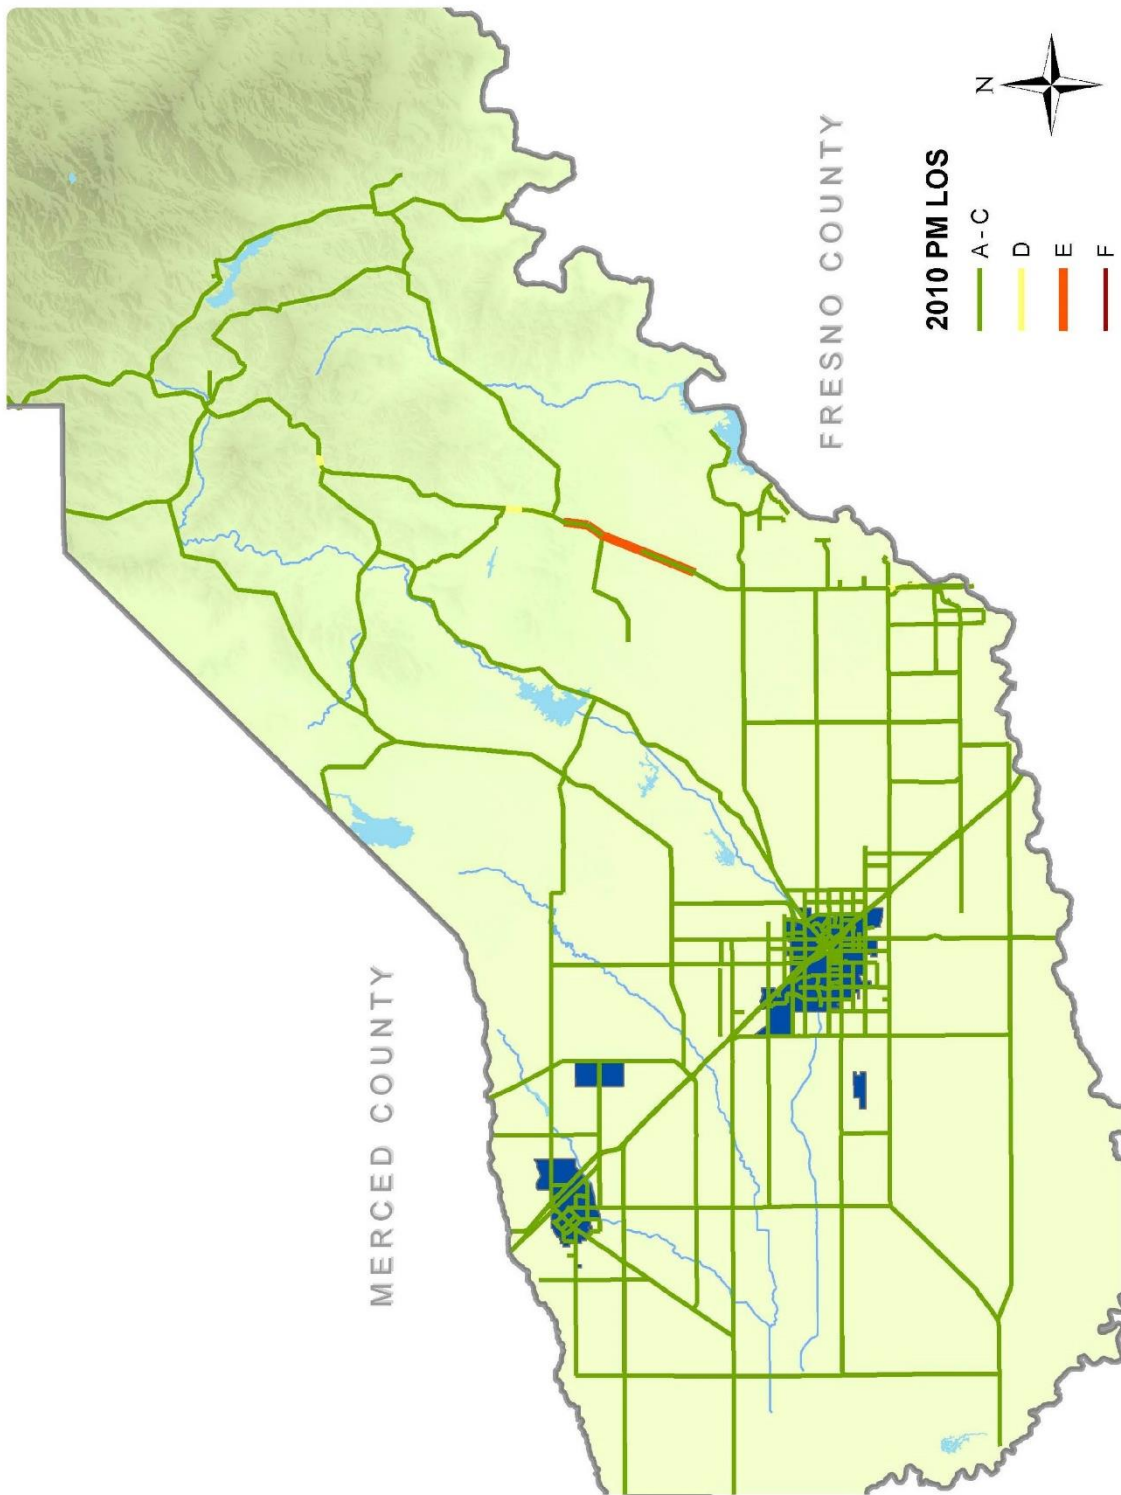 MERCED COUNTY
FRESNO COUNTY
N
2010 PM LOS
A - C
D
E
F